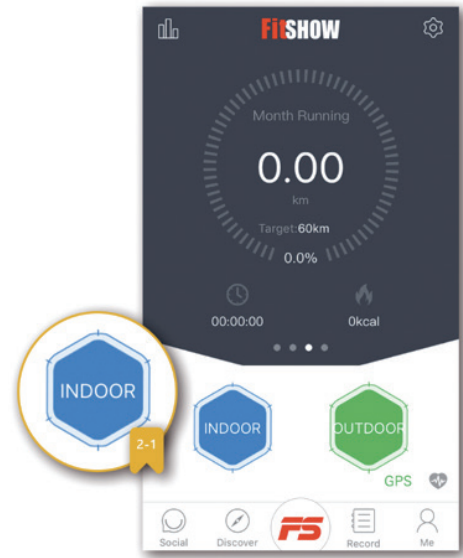 FitSHOW
Month Running
0.00
km
Target:60km
0.0%
00:00:00
0kcal
INDOOR
2-1
INDOOR
OUTDOOR
GPS
Social
Discover
FS
Record
Me